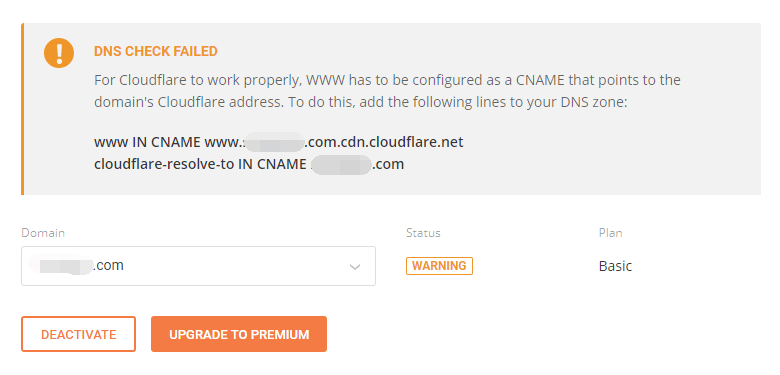 DNS CHECK FAILED
For Cloudflare to work properly, WWW has to be configured as a CNAME that points to the
domain's Cloudflare address. To do this, add the following lines to your DNS zone:
www IN CNAME www. .com.cdn.cloudflare.net
cloudflare-resolve-to IN CNAME .com
Domain Status Plan
.com WARNING Basic
DEACTIVATE UPGRADE TO PREMIUM